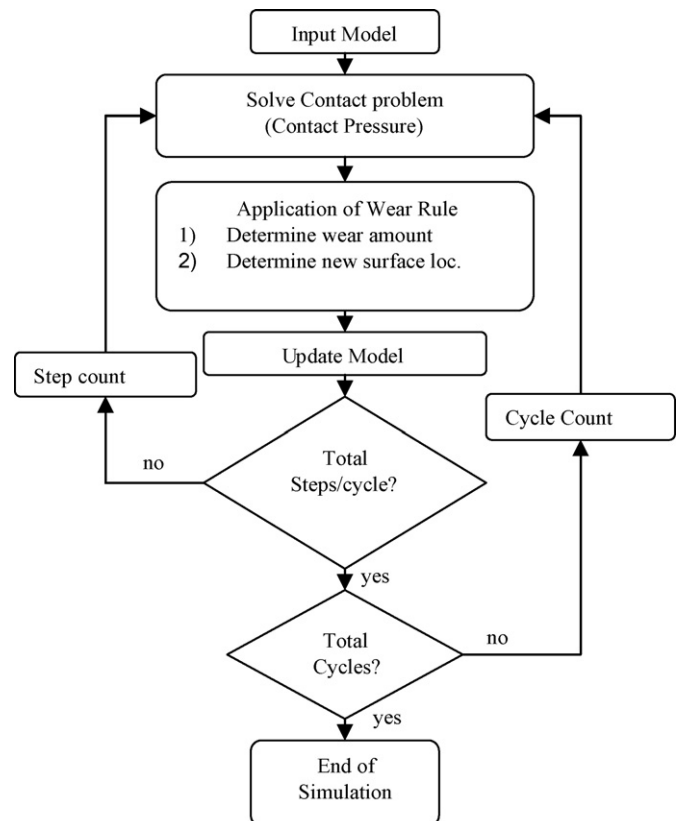 Input Model
Solve Contact problem
(Contact Pressure)
Application of Wear Rule
1) Determine wear amount
2) Determine new surface loc.
Update Model
Step count
Cycle Count
no
Total
Steps/cycle?
yes
Total
Cycles?
no
yes
End of
Simulation